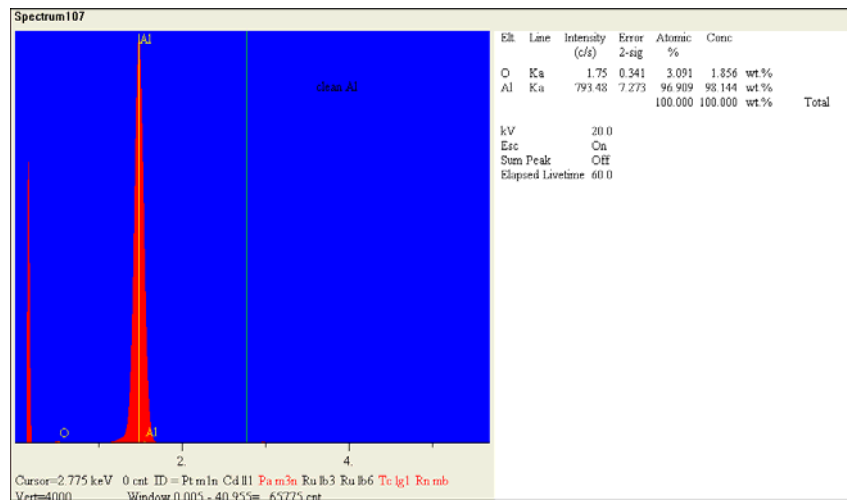 Spectrum107
Al
clean Al
O
Al
2.
4.
Cursor=2.775 keV 0 cnt ID = Pt m1n Cd ll1 Pa m3n Ru lb3 Ru lb6 Tc lg1 Rn mb
Vert=4000 Window 0.005 - 40.955= 65775 cnt
Elt. Line Intensity Error Atomic Conc
(c/s) 2-sig %
O Ka 1.75 0.341 3.091 1.856 wt.%
Al Ka 793.48 7.273 96.909 98.144 wt.%
100.000 100.000 wt.% Total
kV 20.0
Esc On
Sum Peak Off
Elapsed Livetime 60.0